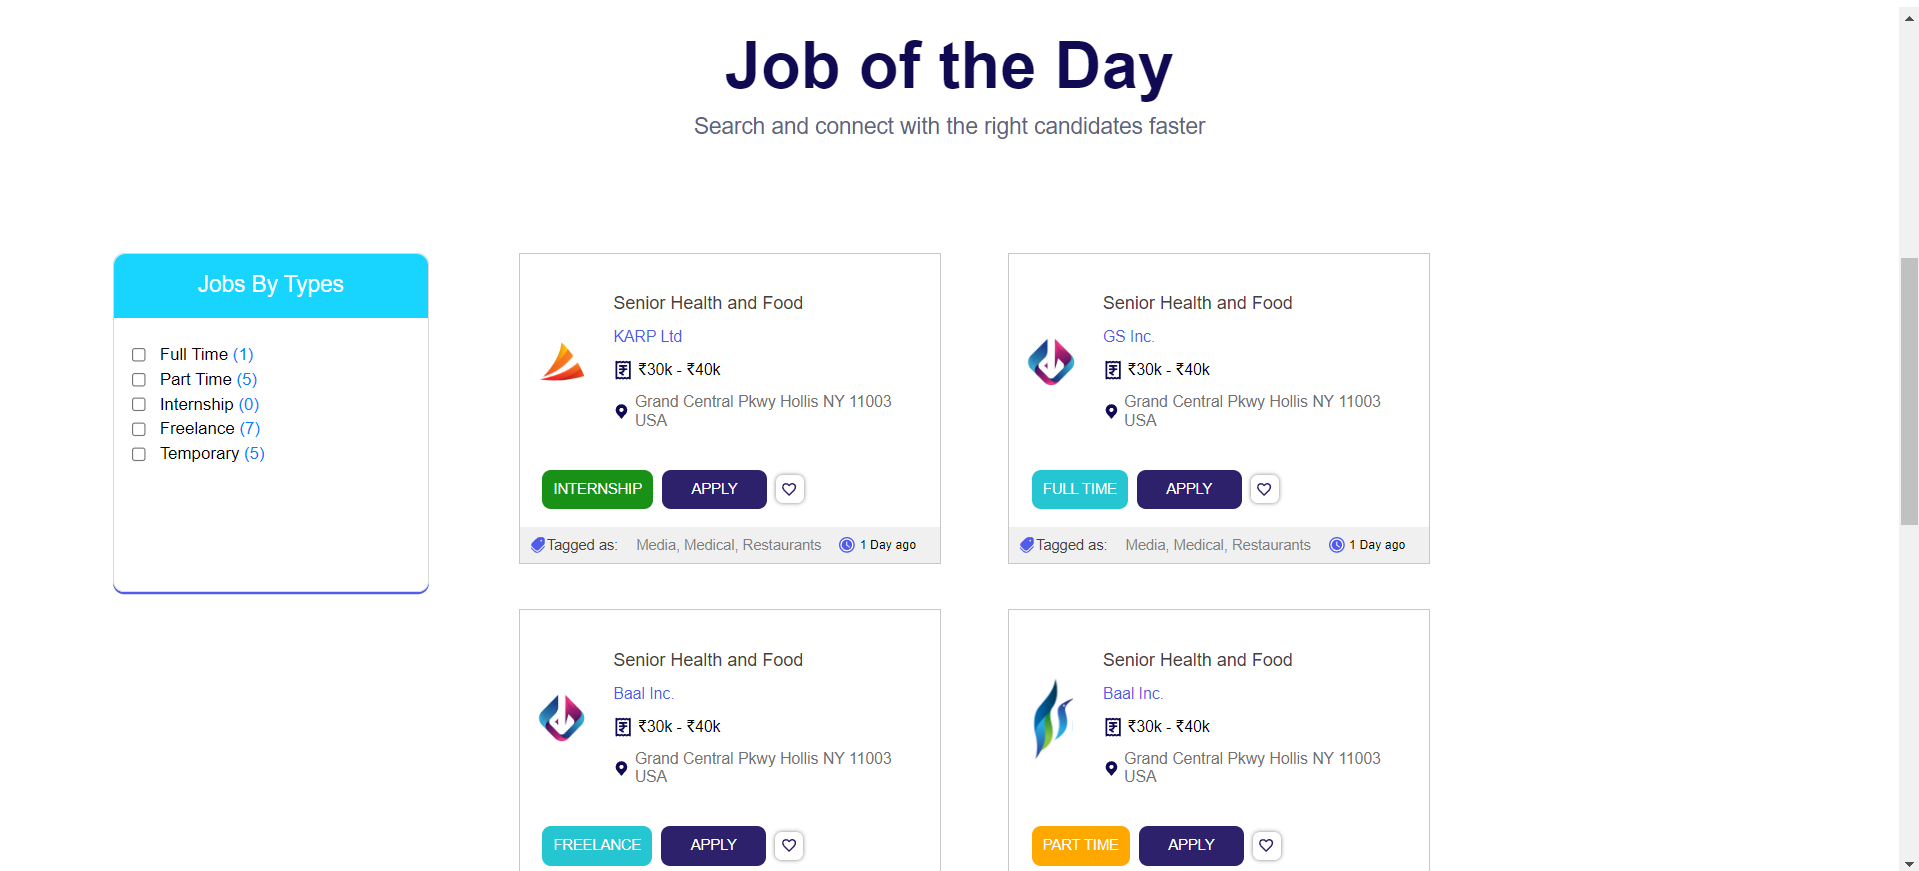 Job of the Day
Search and connect with the right candidates faster
Jobs By Types
Full Time (1)
Part Time (5)
Internship (0)
Freelance (7)
Temporary (5)
Senior Health and Food
KARP Ltd
₹30k - ₹40k
Grand Central Pkwy Hollis NY 11003
USA
INTERNSHIP APPLY
Tagged as: Media, Medical, Restaurants 1 Day ago
Senior Health and Food
GS Inc.
₹30k - ₹40k
Grand Central Pkwy Hollis NY 11003
USA
FULL TIME APPLY
Tagged as: Media, Medical, Restaurants 1 Day ago
Senior Health and Food
Baal Inc.
₹30k - ₹40k
Grand Central Pkwy Hollis NY 11003
USA
FREELANCE APPLY
Senior Health and Food
Baal Inc.
₹30k - ₹40k
Grand Central Pkwy Hollis NY 11003
USA
PART TIME APPLY